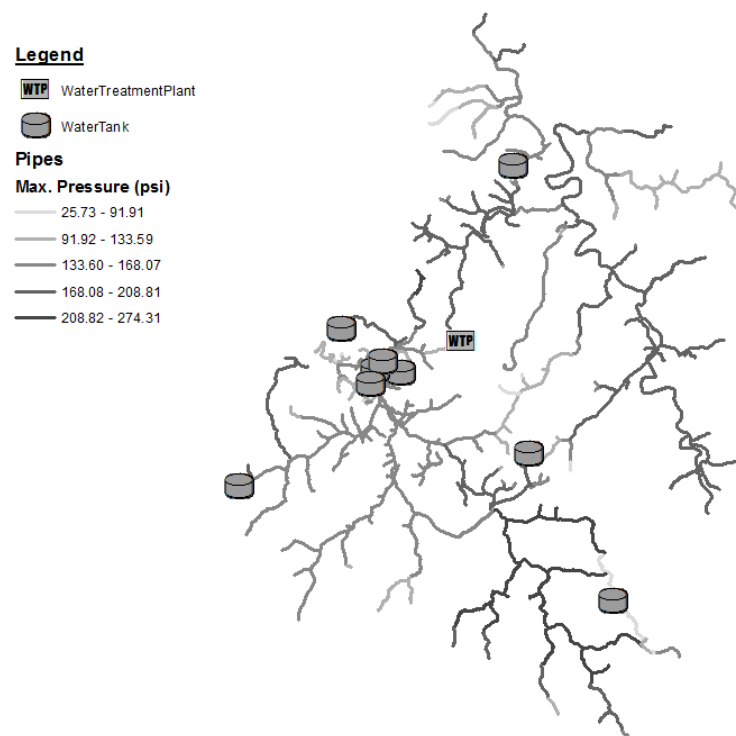 Legend
WTP WaterTreatmentPlant
WaterTank
Pipes
Max. Pressure (psi)
25.73 - 91.91
91.92 - 133.59
133.60 - 168.07
168.08 - 208.81
208.82 - 274.31
WTP